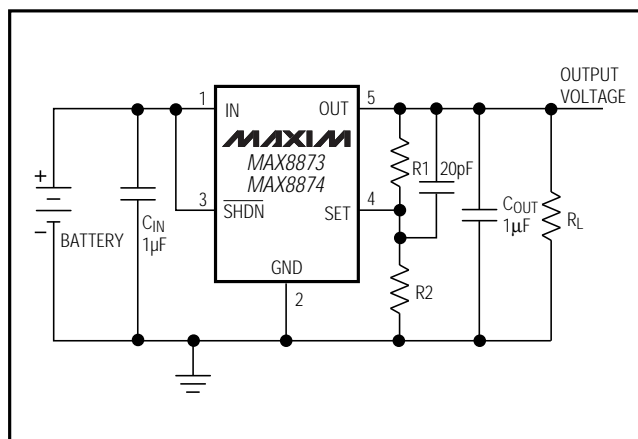 OUTPUT
VOLTAGE
1
IN
OUT
5
MAXIM
MAX8873
MAX8874
R1
20pF
+
3
SHDN
SET
4
CIN
1µF
COUT
1µF
RL
−
BATTERY
GND
2
R2